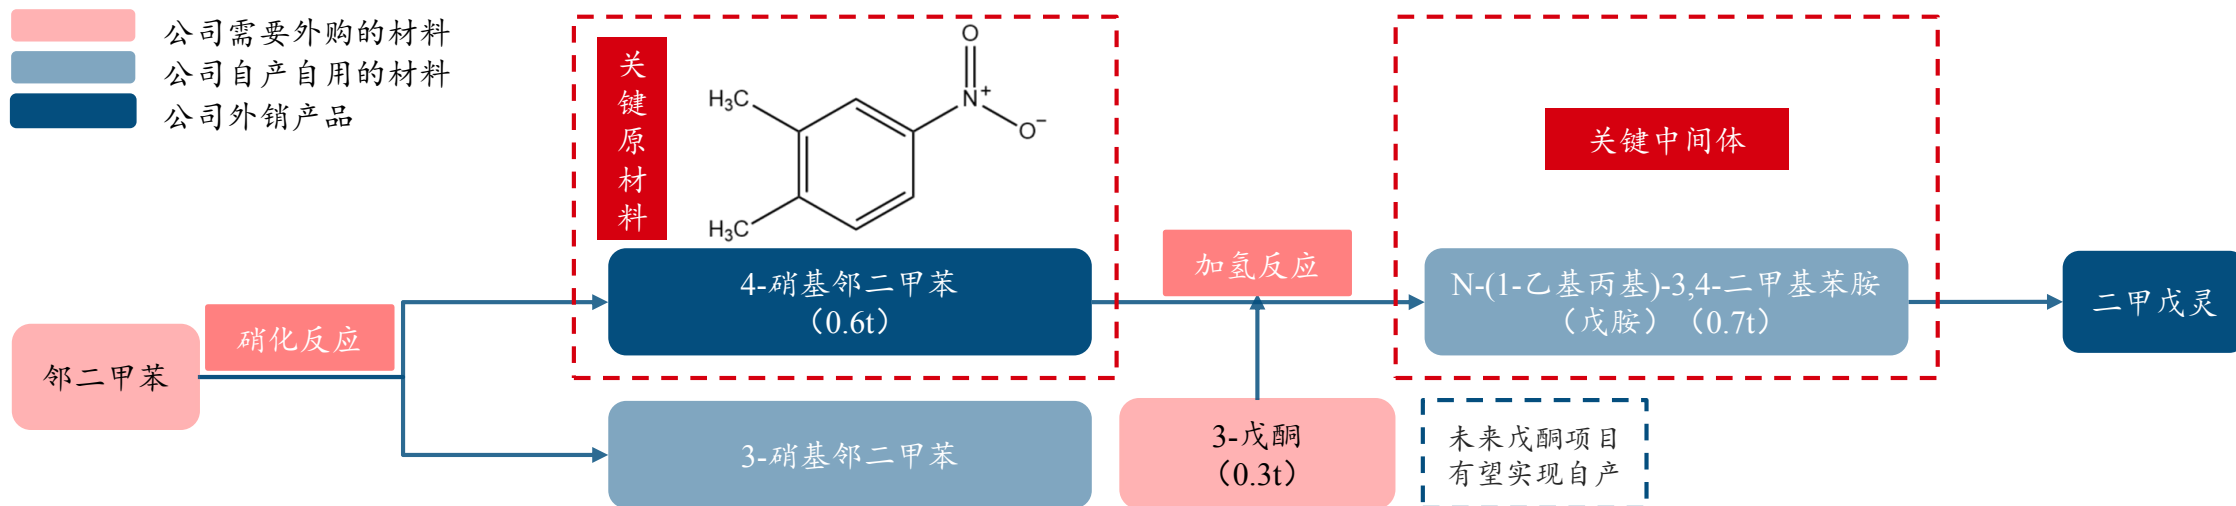 公司需要外购的材料
公司自产自用的材料
公司外销产品
关
键
原
材
料
O
H₃C
N⁺
O⁻
H₃C
关键中间体
邻二甲苯
硝化反应
4-硝基邻二甲苯
（0.6t）
3-硝基邻二甲苯
加氢反应
3-戊酮
（0.3t）
N-(1-乙基丙基)-3,4-二甲基苯胺
（戊胺）（0.7t）
未来戊酮项目
有望实现自产
二甲戊灵